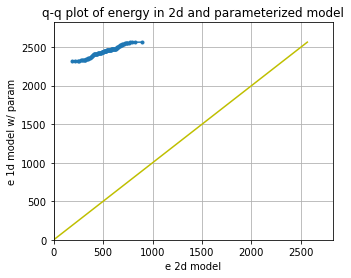 q-q plot of energy in 2d and parameterized model
2500
2000
1500
1000
500
0
e 1d model w/ param
0 500 1000 1500 2000 2500
e 2d model